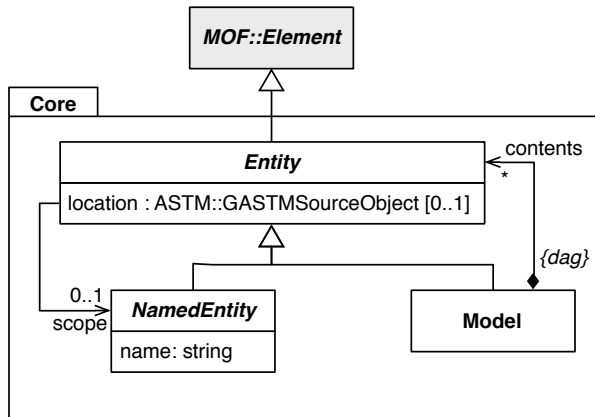 MOF::Element
Core
Entity
location : ASTM::GASTMSourceObject [0..1]
contents
*
{dag}
0..1
scope
NamedEntity
name: string
Model